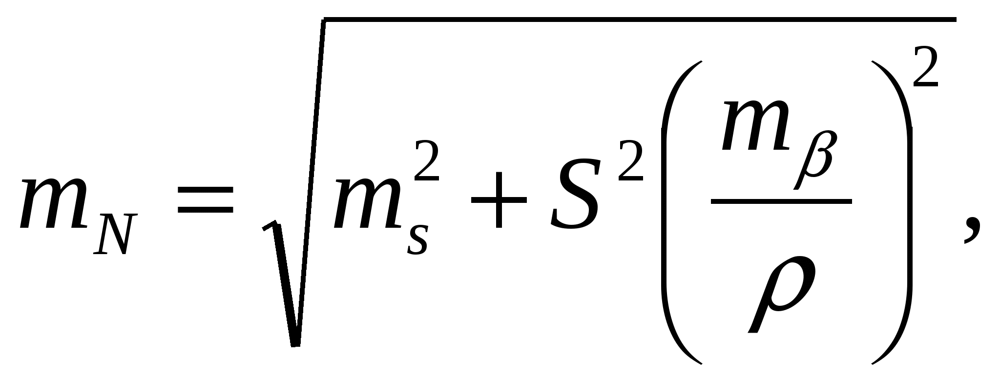 m_N = √(m_s^2 + S^2 (m_β / ρ)^2) ,